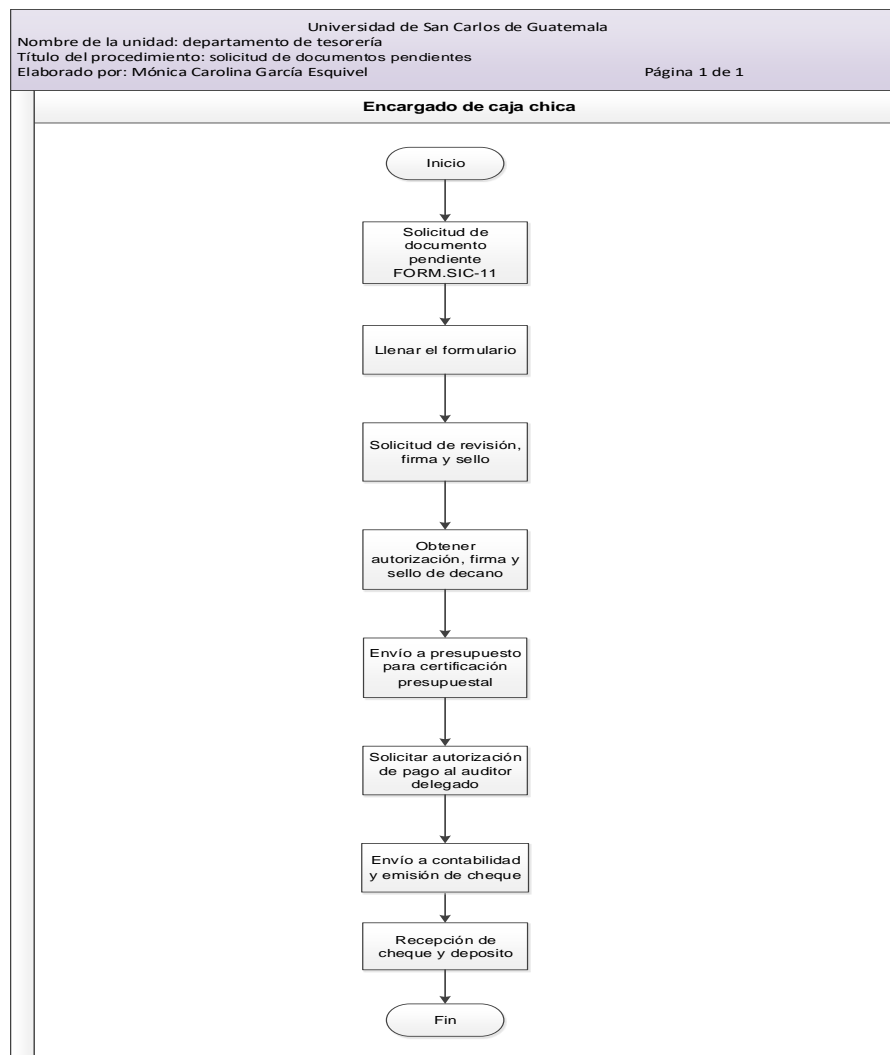 Universidad de San Carlos de Guatemala
Nombre de la unidad: departamento de tesorería
Título del procedimiento: solicitud de documentos pendientes
Elaborado por: Mónica Carolina García Esquivel Página 1 de 1
Encargado de caja chica
Inicio
Solicitud de
documento
pendiente
FORM.SIC-11
Llenar el formulario
Solicitud de revisión,
firma y sello
Obtener
autorización, firma y
sello de decano
Envío a presupuesto
para certificación
presupuestal
Solicitar autorización
de pago al auditor
delegado
Envío a contabilidad
y emisión de cheque
Recepción de
cheque y deposito
Fin